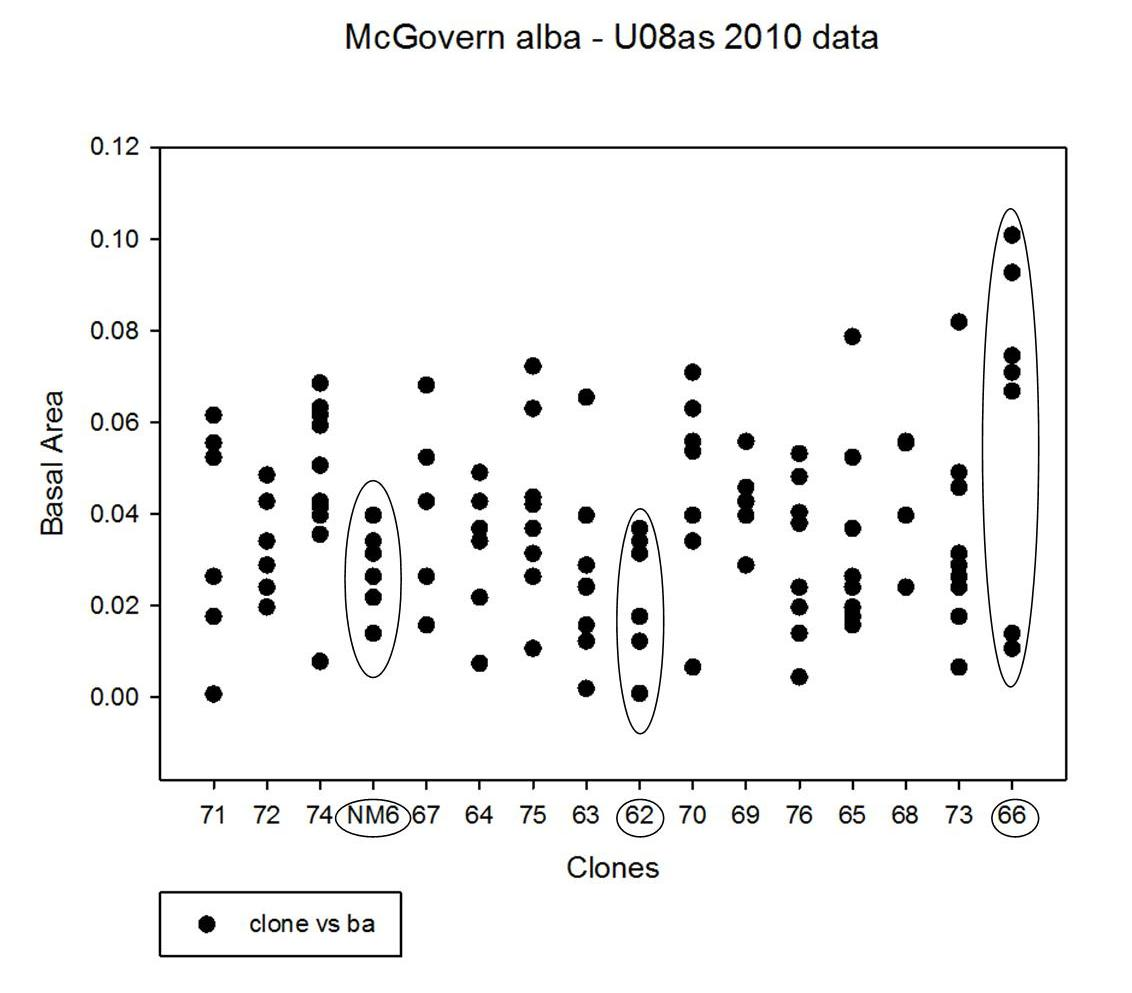 McGovern alba - U08as 2010 data
0.12
0.10
0.08
0.06
0.04
0.02
0.00
Basal Area
71 72 74 NM6 67 64 75 63 62 70 69 76 65 68 73 66
Clones
clone vs ba